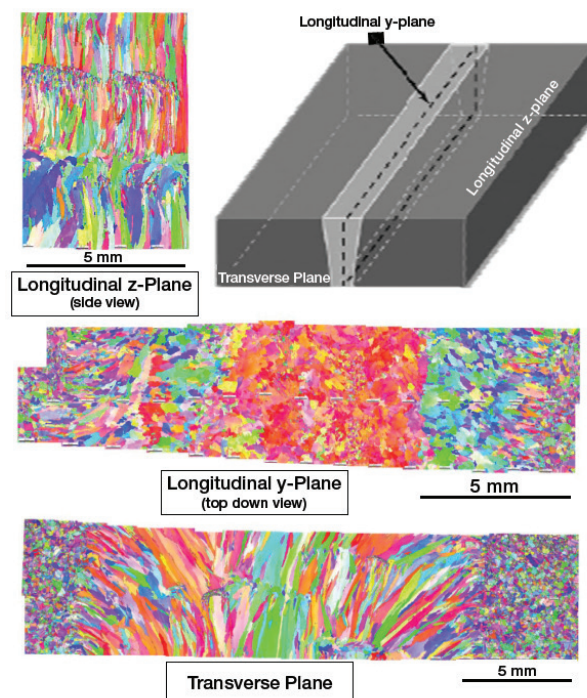 Longitudinal y-plane
Longitudinal z-plane
Transverse Plane
5 mm
Longitudinal z-Plane
(side view)
Longitudinal y-Plane
(top down view)
5 mm
5 mm
Transverse Plane